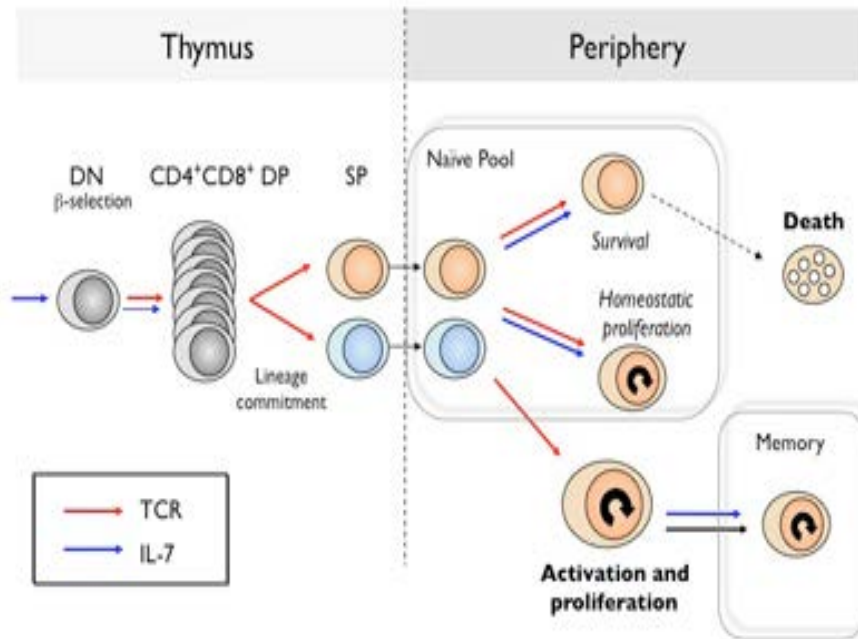 Thymus
Periphery
DN
β-selection
CD4⁺CD8⁺ DP
SP
Naïve Pool
Survival
Death
Homeostatic
proliferation
Lineage
commitment
TCR
IL-7
Activation and
proliferation
Memory